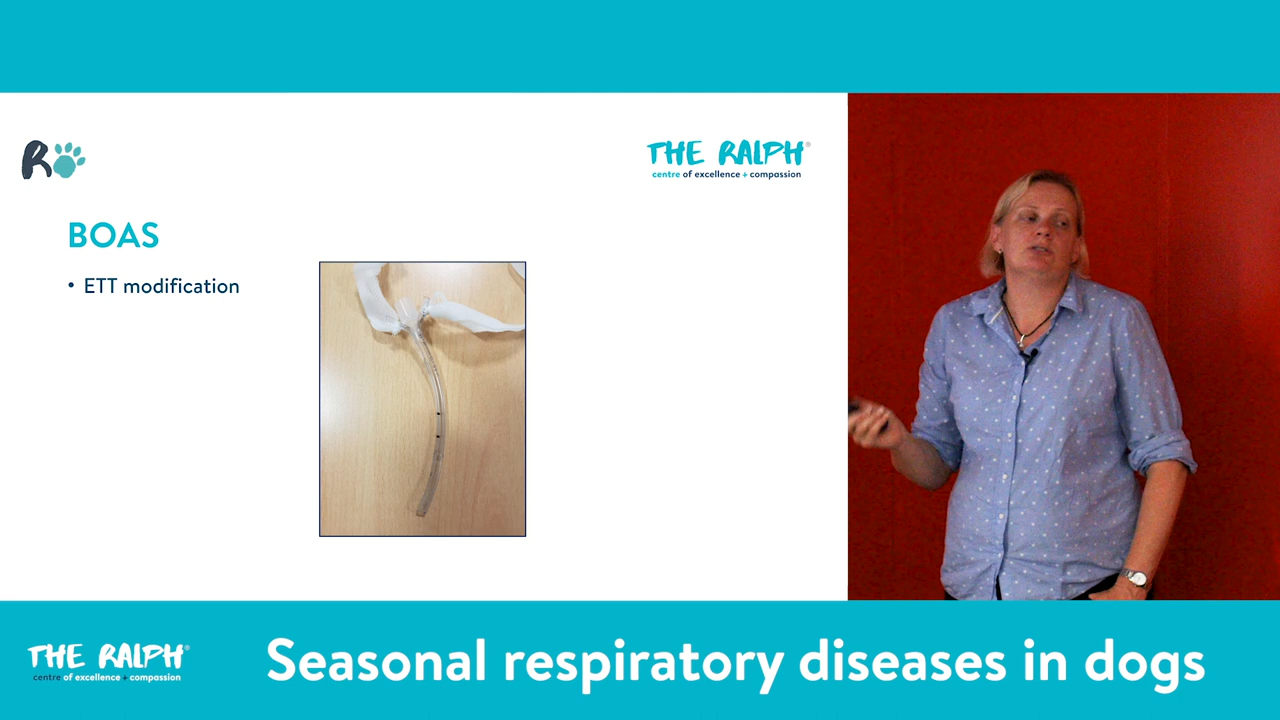 R
THE RALPH®
centre of excellence + compassion
BOAS
• ETT modification
THE RALPH®
centre of excellence + compassion
Seasonal respiratory diseases in dogs